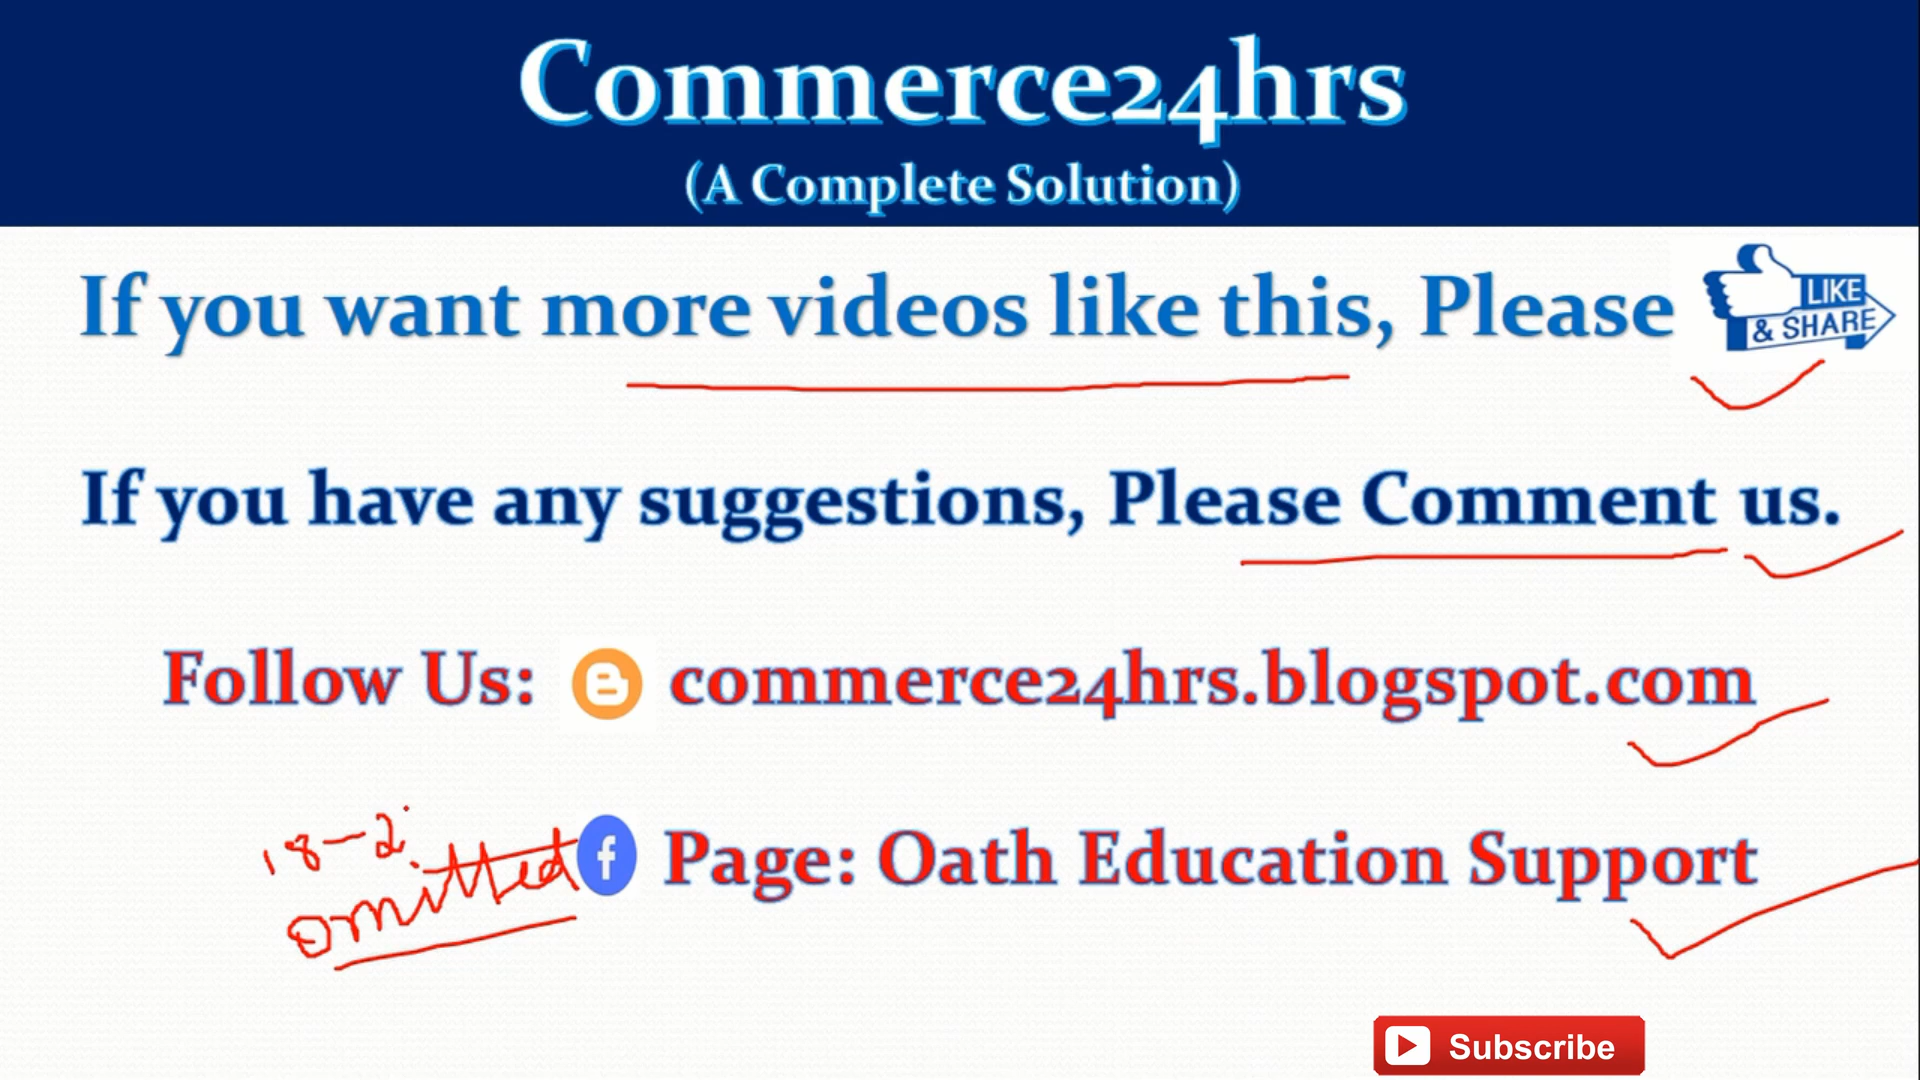 Commerce24hrs
(A Complete Solution)
If you want more videos like this, Please
LIKE
& SHARE
If you have any suggestions, Please Comment us.
Follow Us: commerce24hrs.blogspot.com
18-2
omitted
Page: Oath Education Support
Subscribe